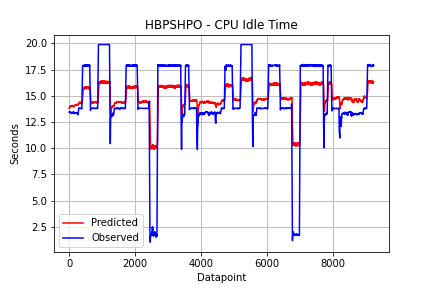 HBPSHPO - CPU Idle Time
20.0
17.5
15.0
12.5
10.0
7.5
5.0
2.5
Seconds
Predicted
Observed
0 2000 4000 6000 8000
Datapoint